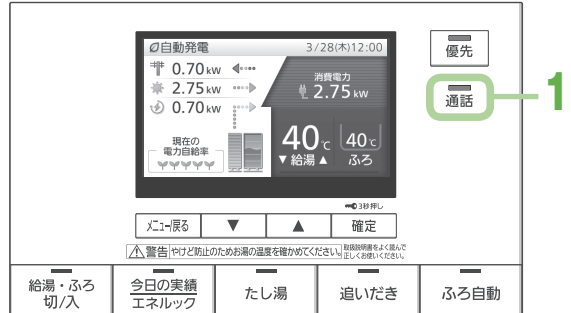 自動発電 3/28(木)12:00
0.70kw
2.75kw
0.70kw
消費電力
2.75kw
現在の
電力自給率
40℃
▼給湯▲
40℃
ふろ
優先
通話
1
3秒押し
メニュー/戻る ▼ ▲ 確定
警告 やけど防止のためお湯の温度を確かめてください。
取扱説明書をよく読んで
正しくお使いください。
給湯・ふろ
切/入
今日の実績
エネルック
たし湯
追いだき
ふろ自動